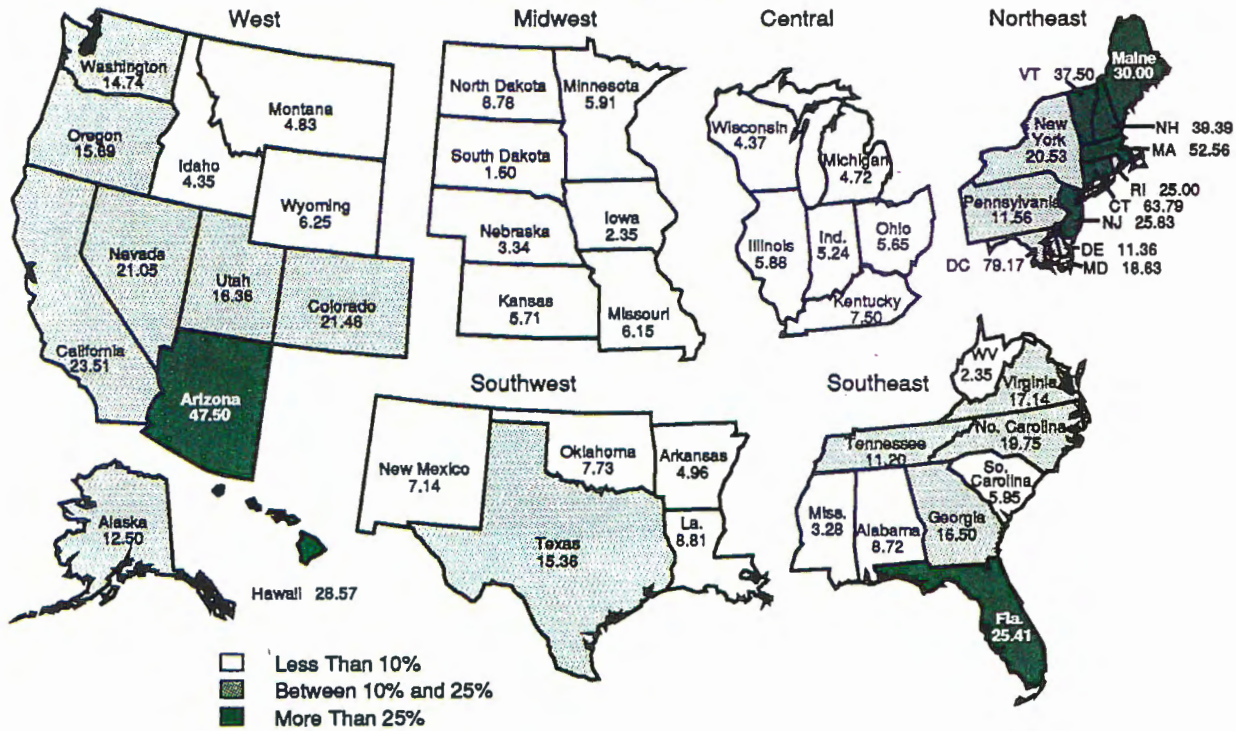 West
Washington
14.74
Oregon
15.69
Montana
4.83
Idaho
4.35
Wyoming
6.25
Nevada
21.05
Utah
16.36
Colorado
21.48
California
23.51
Arizona
47.50
Alaska
12.50
Hawaii 28.57
Midwest
North Dakota
8.78
Minnesota
5.91
South Dakota
1.60
Iowa
2.35
Nebraska
3.34
Kansas
5.71
Missouri
6.15
Central
Wisconsin
4.37
Michigan
4.72
Illinois
5.88
Ind.
5.24
Ohio
5.65
Kentucky
7.50
Northeast
Maine
30.00
VT 37.50
New
York
20.53
NH 39.39
MA 52.56
RI 25.00
CT 63.79
NJ 25.83
Pennsylvania
11.56
DE 11.36
MD 18.63
DC 79.17
Southwest
New Mexico
7.14
Oklahoma
7.73
Arkansas
4.96
Texas
15.36
La.
8.81
Southeast
WV
2.35
Virginia
17.14
No. Carolina
19.75
Tennessee
11.20
So.
Carolina
5.95
Miss.
3.28
Alabama
8.72
Georgia
16.50
Fla.
25.41
Less Than 10%
Between 10% and 25%
More Than 25%